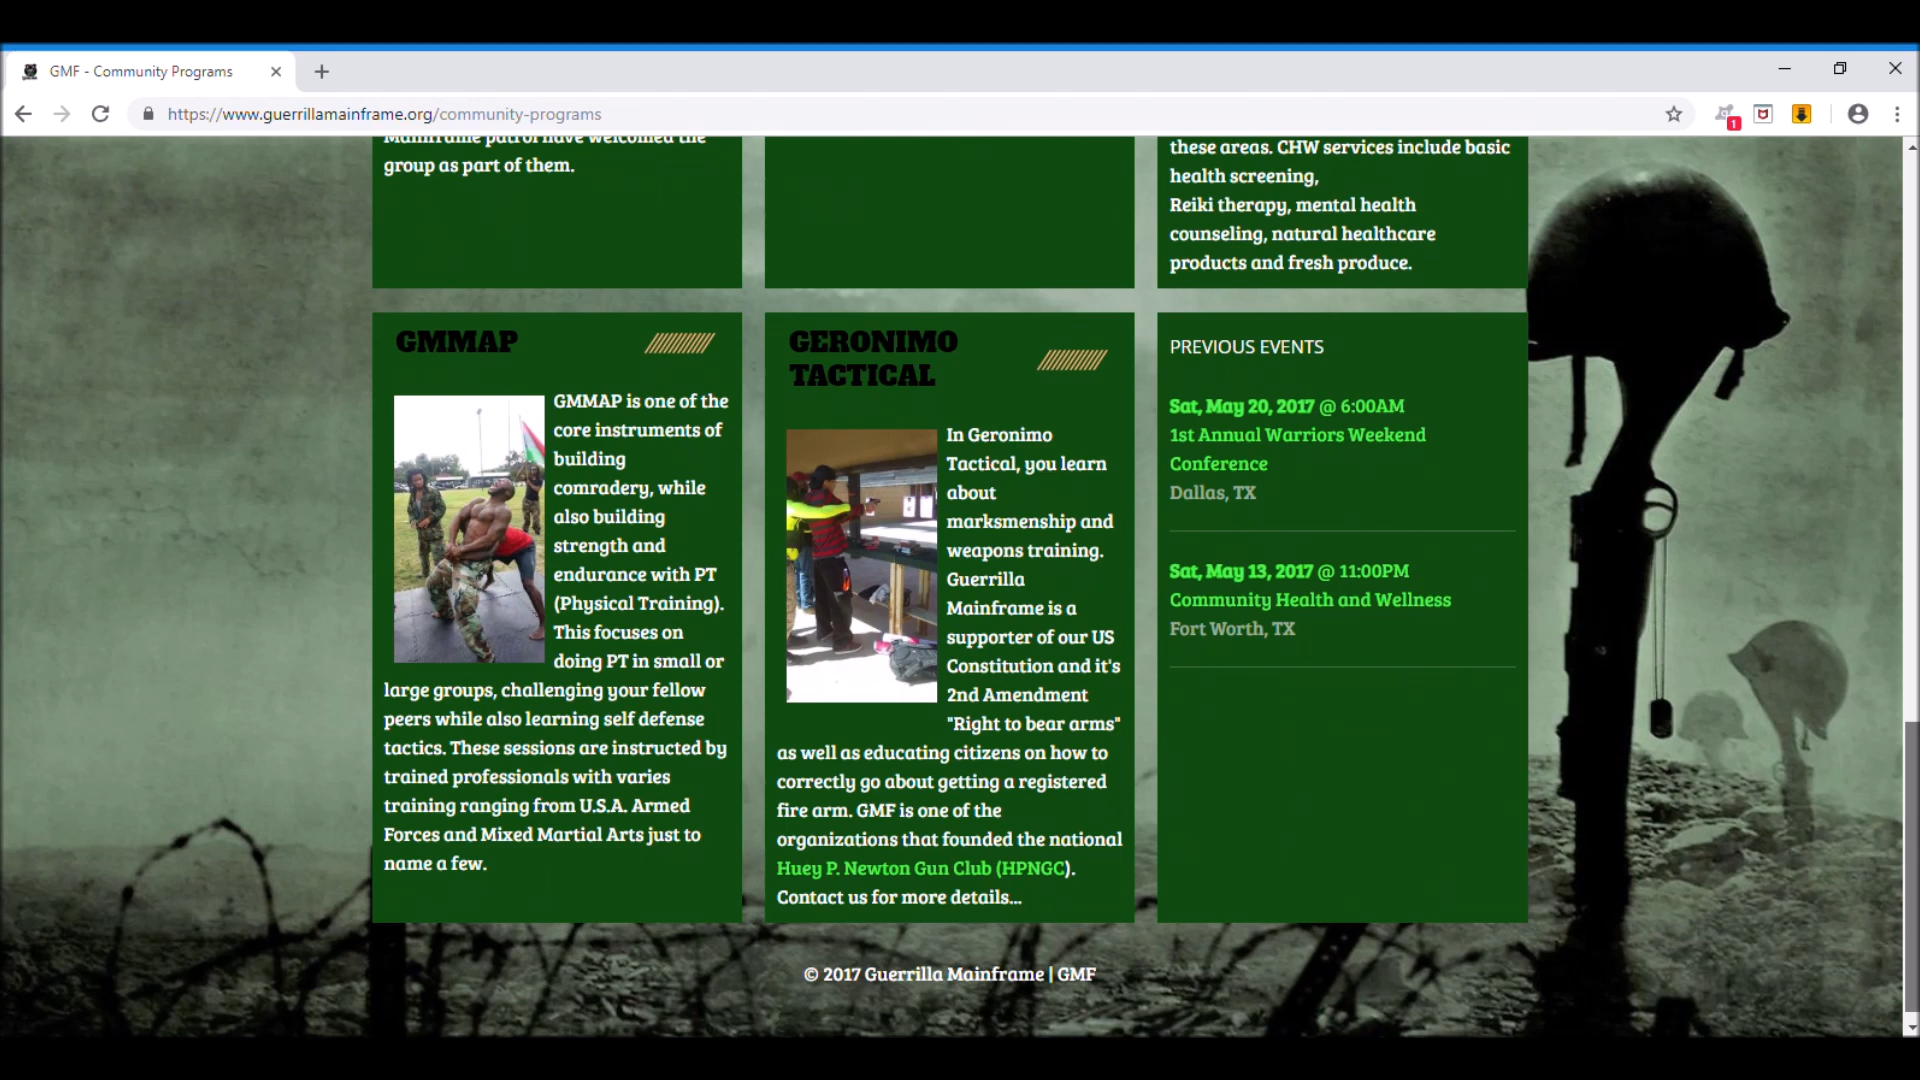 GMF - Community Programs
https://www.guerrillamainframe.org/community-programs
1
Mainframe patrol have welcomed the
group as part of them.
these areas. CHW services include basic
health screening,
Reiki therapy, mental health
counseling, natural healthcare
products and fresh produce.
GMMAP
GMMAP is one of the
core instruments of
building
comradery, while
also building
strength and
endurance with PT
(Physical Training).
This focuses on
doing PT in small or
large groups, challenging your fellow
peers while also learning self defense
tactics. These sessions are instructed by
trained professionals with varies
training ranging from U.S.A. Armed
Forces and Mixed Martial Arts just to
name a few.
GERONIMO
TACTICAL
In Geronimo
Tactical, you learn
about
marksmenship and
weapons training.
Guerrilla
Mainframe is a
supporter of our US
Constitution and it's
2nd Amendment
"Right to bear arms"
as well as educating citizens on how to
correctly go about getting a registered
fire arm. GMF is one of the
organizations that founded the national
Huey P. Newton Gun Club (HPNGC).
Contact us for more details...
PREVIOUS EVENTS
Sat, May 20, 2017 @ 6:00AM
1st Annual Warriors Weekend
Conference
Dallas, TX
Sat, May 13, 2017 @ 11:00PM
Community Health and Wellness
Fort Worth, TX
© 2017 Guerrilla Mainframe | GMF